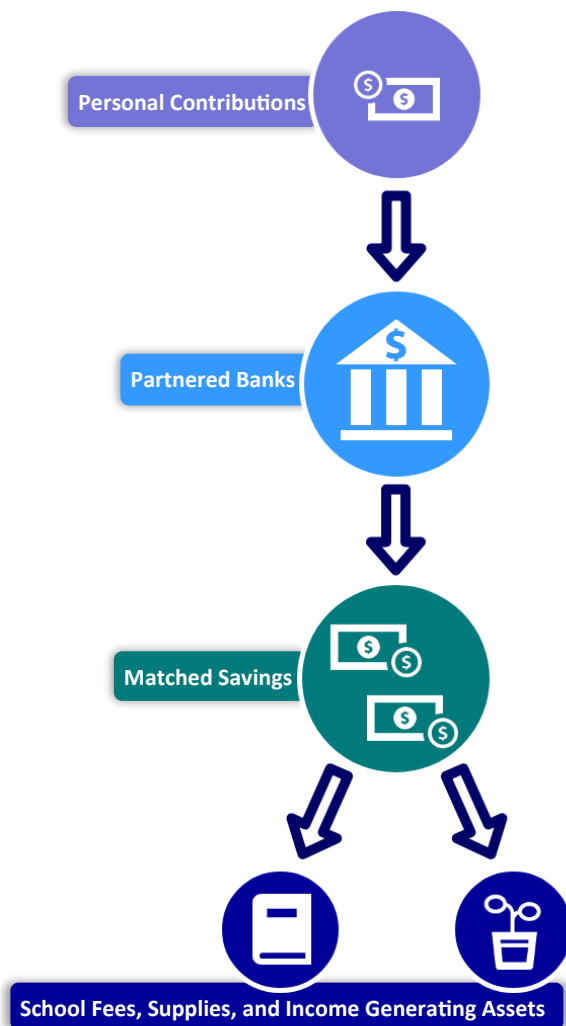 Personal Contributions
$
$
$
Partnered Banks
$
$
Matched Savings
$
$
School Fees, Supplies, and Income Generating Assets